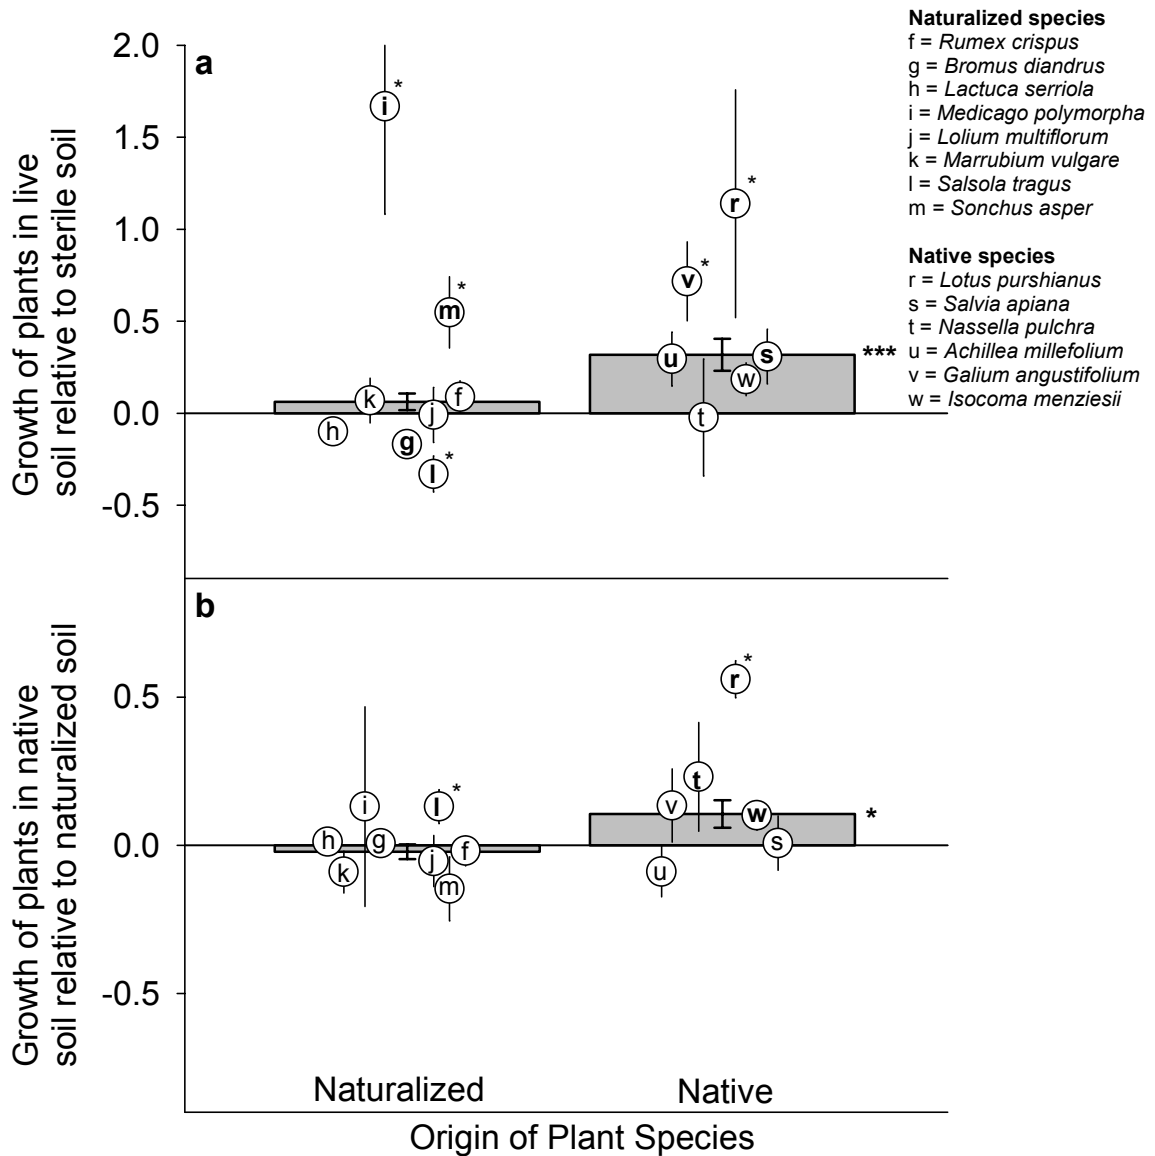 Naturalized species
f = Rumex crispus
g = Bromus diandrus
h = Lactuca serriola
i = Medicago polymorpha
j = Lolium multiflorum
k = Marrubium vulgare
l = Salsola tragus
m = Sonchus asper
Native species
r = Lotus purshianus
s = Salvia apiana
t = Nassella pulchra
u = Achillea millefolium
v = Galium angustifolium
w = Isocoma menziesii
a
Growth of plants in live
soil relative to sterile soil
2.0
1.5
1.0
0.5
0.0
-0.5
i *
m *
k
f
j
h
g
l *
r *
v *
u
s
w
t
***
b
Growth of plants in native
soil relative to naturalized soil
0.5
0.0
-0.5
i
l *
h
g
k
j
f
m
r *
t
v
w
s
u
*
Naturalized
Native
Origin of Plant Species